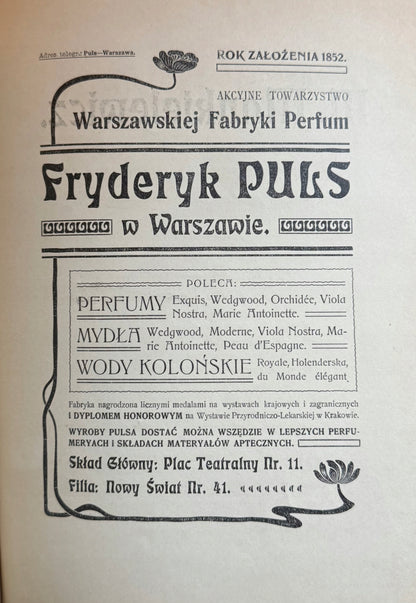 Adres telegr.: Puls—Warszawa.
ROK ZAŁOŻENIA 1852.
AKCYJNE TOWARZYSTWO
Warszawskiej Fabryki Perfum
Fryderyk PULS
w Warszawie.
POLECA:
PERFUMY Exquis, Wedgwood, Orchidée, Viola
Nostra, Marie Antoinette.
MYDŁA Wedgwood, Moderne, Viola Nostra, Ma-
rie Antoinette, Peau d'Espagne.
WODY KOLOŃSKIE Royale, Holenderska,
du Monde élégant
Fabryka nagrodzona licznymi medalami na wystawach krajowych i zagranicznych
I DYPLOMEM HONOROWYM na Wystawie Przyrodniczo-Lekarskiej w Krakowie.
WYROBY PULSA DOSTAĆ MOŻNA WSZĘDZIE W LEPSZYCH PERFU-
MERYACH I SKŁADACH MATERYAŁÓW APTECZNYCH.
Skład Główny: Plac Teatralny Nr. 11.
Filia: Nowy Świat Nr. 41.